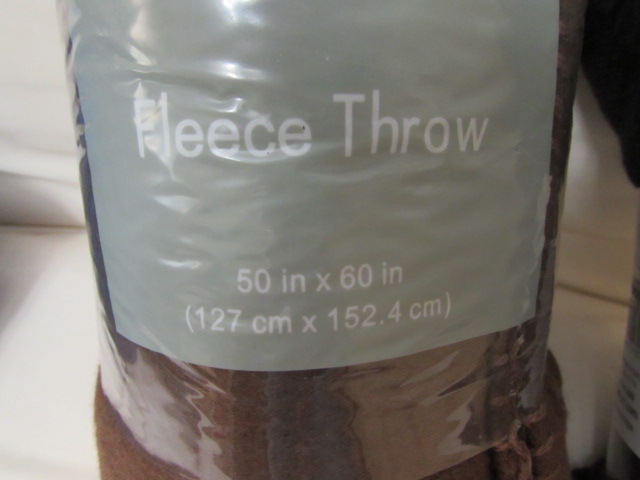 Fleece Throw
50 in x 60 in
(127 cm x 152.4 cm)